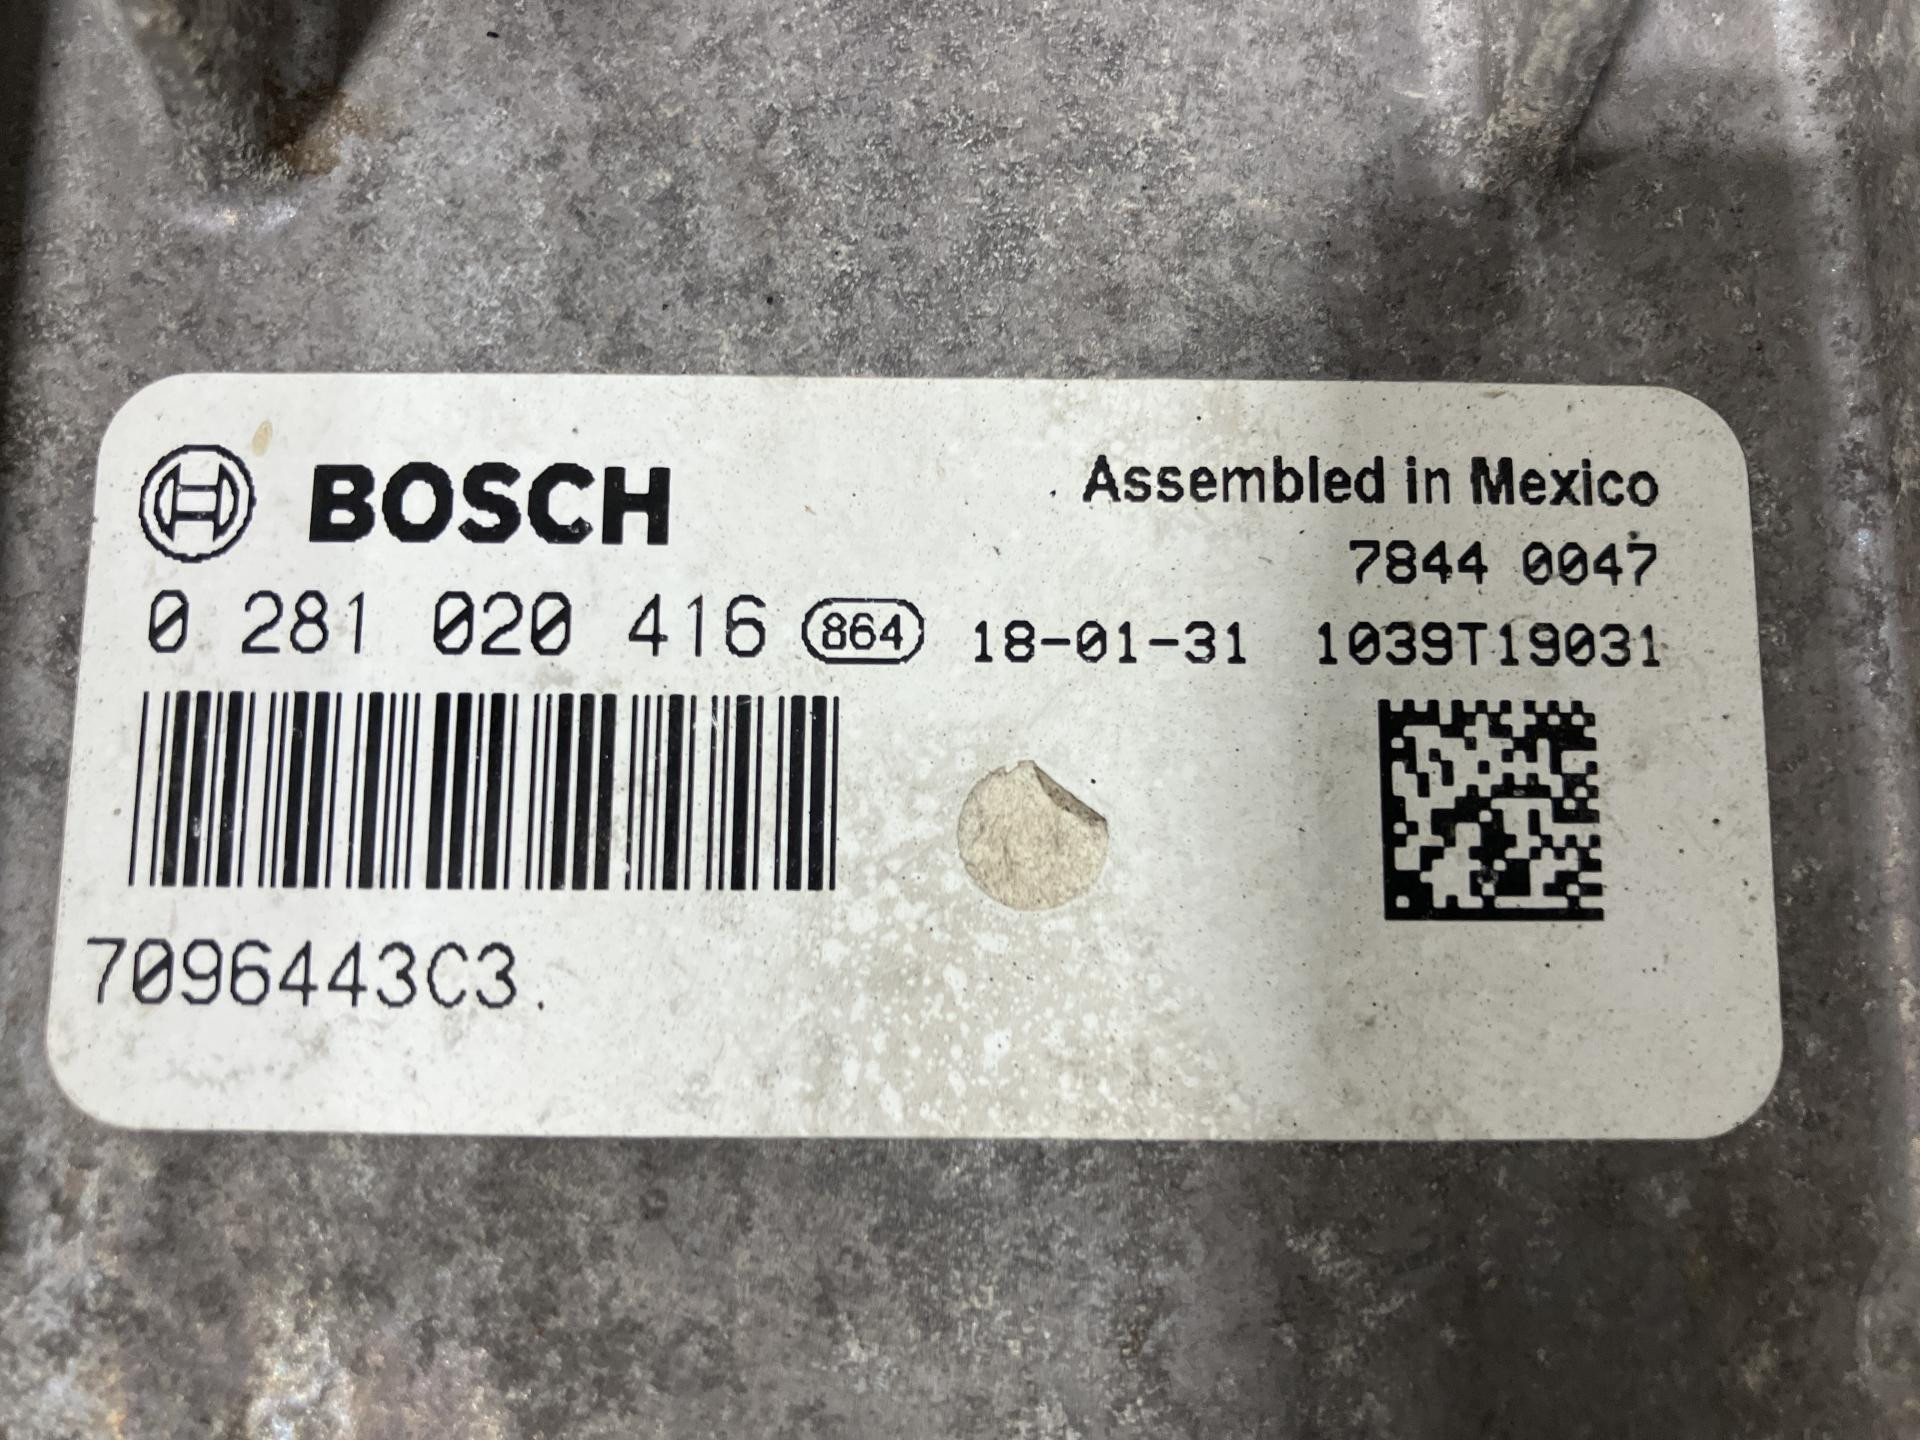 BOSCH
Assembled in Mexico
7844 0047
0 281 020 416 864 18-01-31 1039T19031
7096443C3